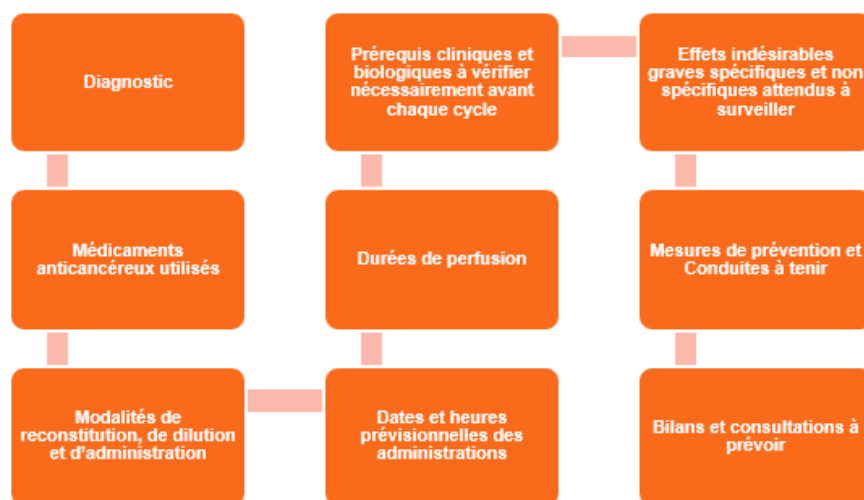 Diagnostic
Médicaments
anticancéreux utilisés
Modalités de
reconstitution, de dilution
et d'administration
Dates et heures
prévisionnelles des
administrations
Durées de perfusion
Prérequis cliniques et
biologiques à vérifier
nécessairement avant
chaque cycle
Effets indésirables
graves spécifiques et non
spécifiques attendus à
surveiller
Mesures de prévention et
Conduites à tenir
Bilans et consultations à
prévoir